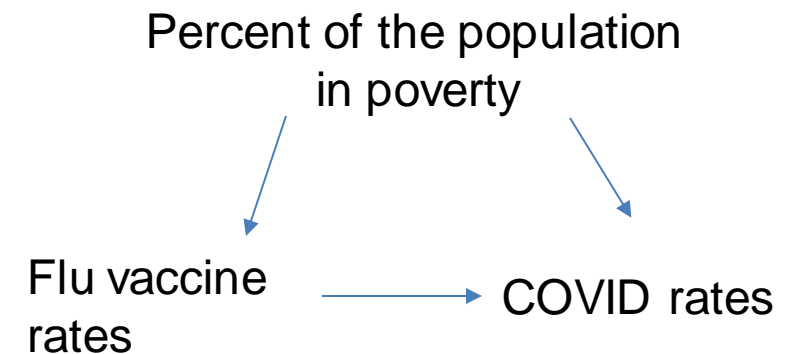 Percent of the population
in poverty
Flu vaccine
rates
COVID rates